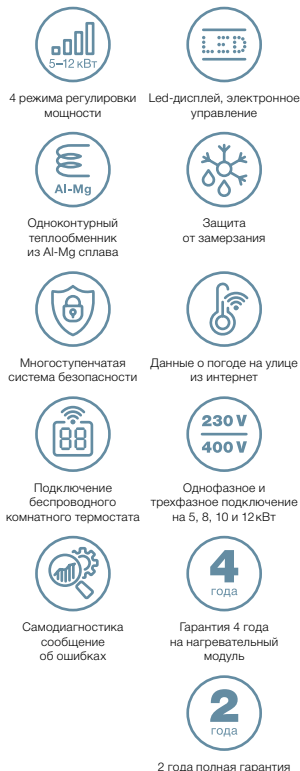 5–12 кВт
4 режима регулировки
мощности
LED
Led-дисплей, электронное
управление
Al-Mg
Одноконтурный
теплообменник
из Al-Mg сплава
Защита
от замерзания
Многоступенчатая
система безопасности
Данные о погоде на улице
из интернет
88
Подключение
беспроводного
комнатного термостата
230 V
400 V
Однофазное и
трехфазное подключение
на 5, 8, 10 и 12кВт
Самодиагностика
сообщение
об ошибках
4
года
Гарантия 4 года
на нагревательный
модуль
2
года
2 года полная гарантия